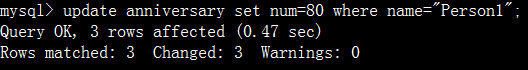 mysql> update anniversary set num=80 where name="Person1";
Query OK, 3 rows affected (0.47 sec)
Rows matched: 3  Changed: 3  Warnings: 0